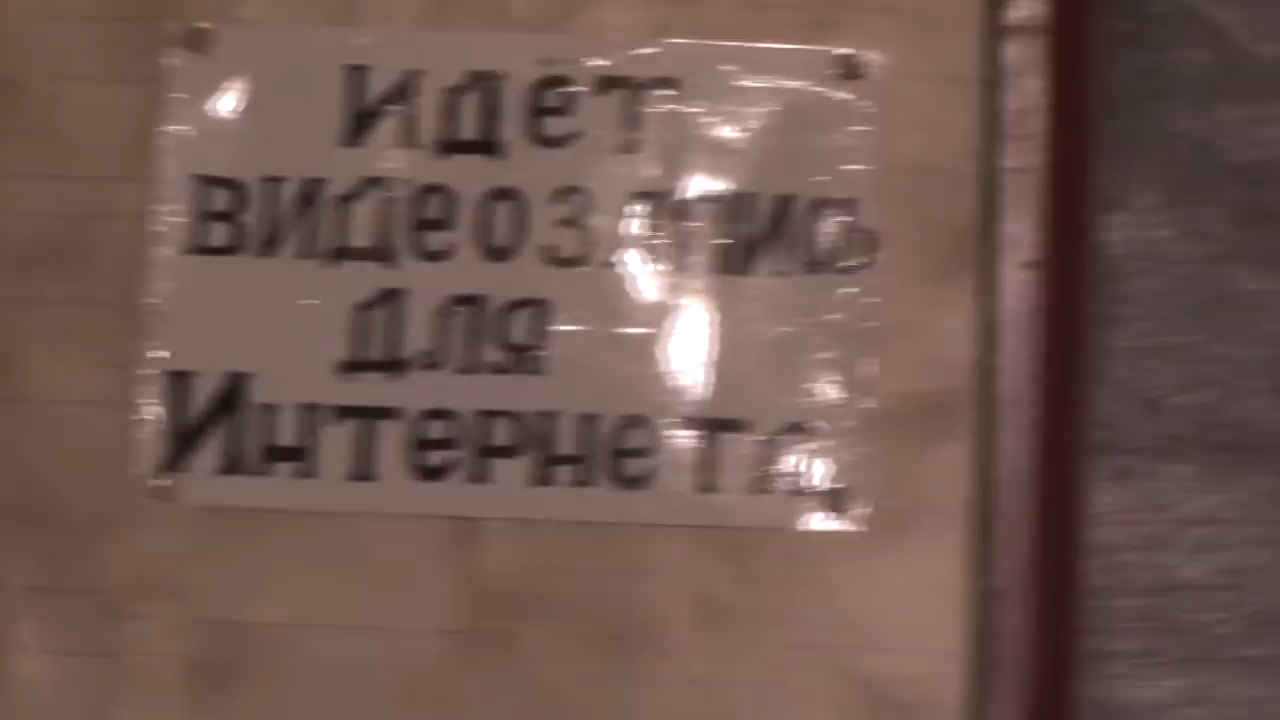 идёт
видеозапись
для
Интернета